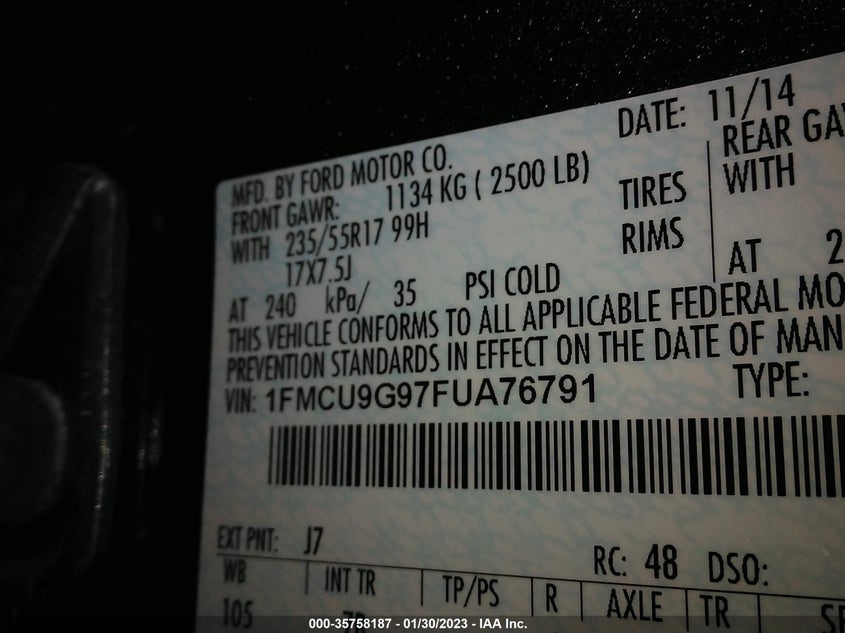 DATE: 11/14
MFD. BY FORD MOTOR CO.
FRONT GAWR: 1134 KG ( 2500 LB) REAR
WITH 235/55R17 99H TIRES WITH
17X7.5J RIMS
AT 240 kPa/ 35 PSI COLD AT
THIS VEHICLE CONFORMS TO ALL APPLICABLE FEDERAL
PREVENTION STANDARDS IN EFFECT ON THE DATE OF
VIN: 1FMCU9G97FUA76791 TYPE:
EXT PNT: J7 RC: 48 DSO:
WB INT TR TP/PS R AXLE TR
105
000-35758187 - 01/30/2023 - IAA Inc.